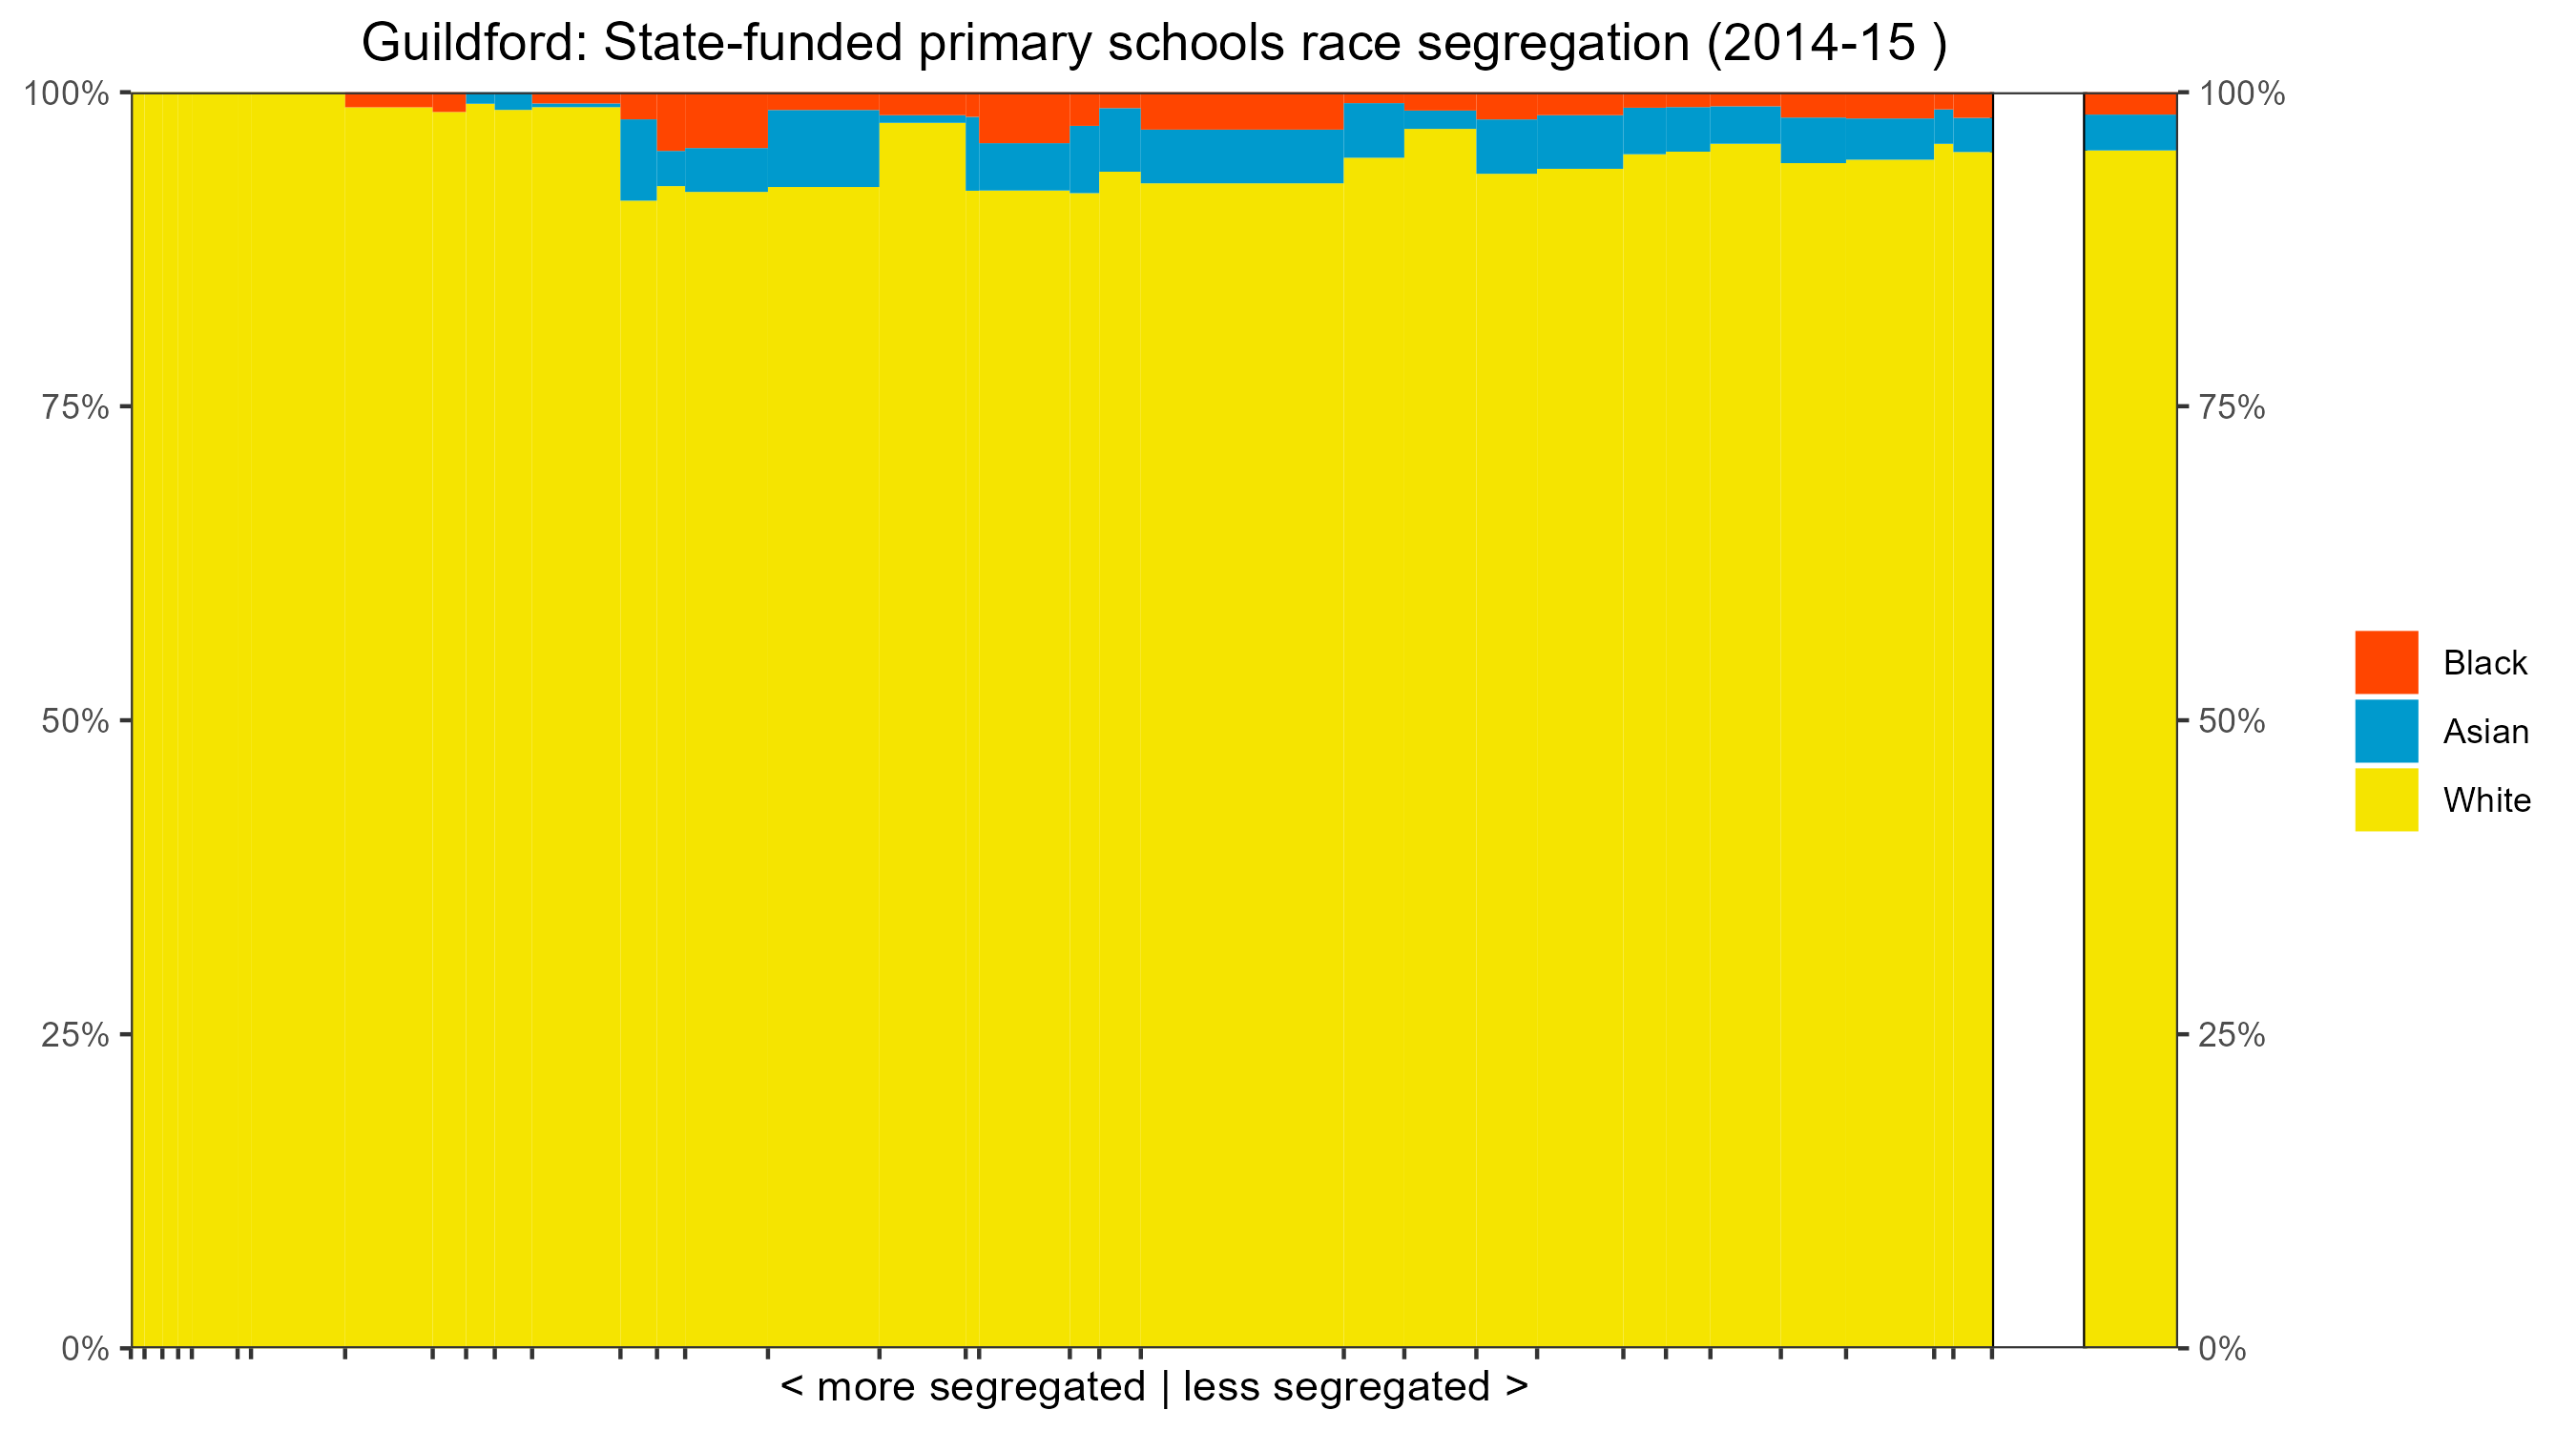 Guildford: State-funded primary schools race segregation (2014-15 )
100%
75%
50%
25%
0%
100%
75%
50%
25%
0%
Black
Asian
White
< more segregated | less segregated >